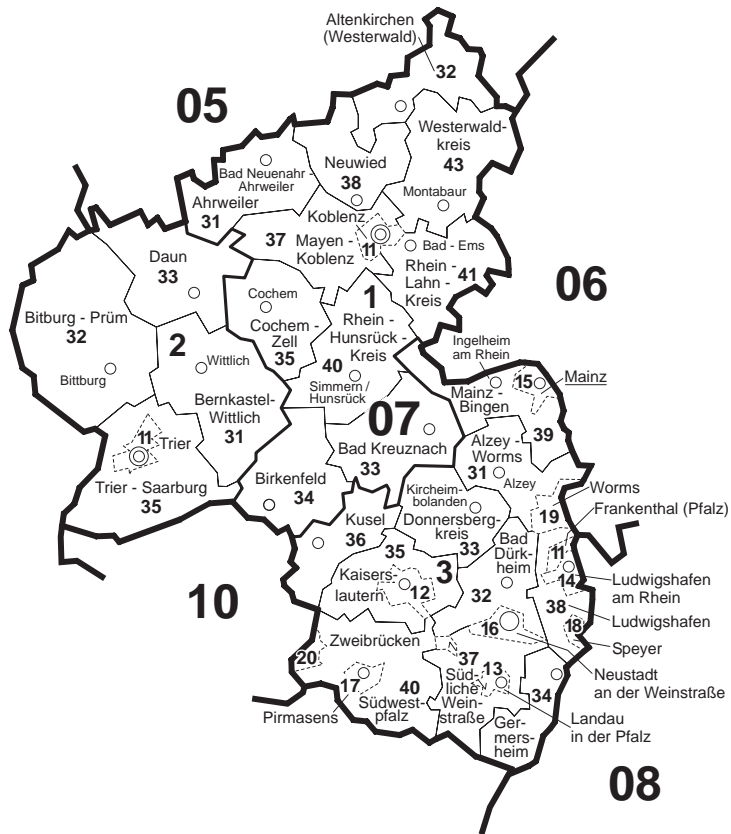 Altenkirchen
(Westerwald)
32
05
Westerwald-
kreis
43
Bad Neuenahr-
Ahrweiler
Neuwied
38
Montabaur
Ahrweiler
31
Koblenz
37
Mayen -
Koblenz
11
Bad - Ems
Rhein -
Lahn -
Kreis
41
Daun
33
06
Cochem
Cochem -
Zell
35
1
Rhein -
Hunsrück -
Kreis
40
Simmern /
Hunsrück
Bitburg - Prüm
32
Bittburg
2
Wittlich
Bernkastel-
Wittlich
31
Ingelheim
am Rhein
15
Mainz
Mainz -
Bingen
39
07
11
Trier
Trier - Saarburg
35
Bad Kreuznach
33
Alzey -
Worms
31
Alzey
Birkenfeld
34
Kircheim-
bolanden
Donnersberg-
kreis
33
Worms
19
Frankenthal (Pfalz)
11
Kusel
36
35
3
Bad
Dürk-
heim
32
Kaisers-
lautern
12
14
Ludwigshafen
am Rhein
10
38
Ludwigshafen
16
18
Speyer
Zweibrücken
20
37
Neustadt
an der Weinstraße
17
Pirmasens
40
Südwest-
pfalz
Süd-
liche
Wein-
straße
13
34
Landau
in der Pfalz
Ger-
mers-
heim
08